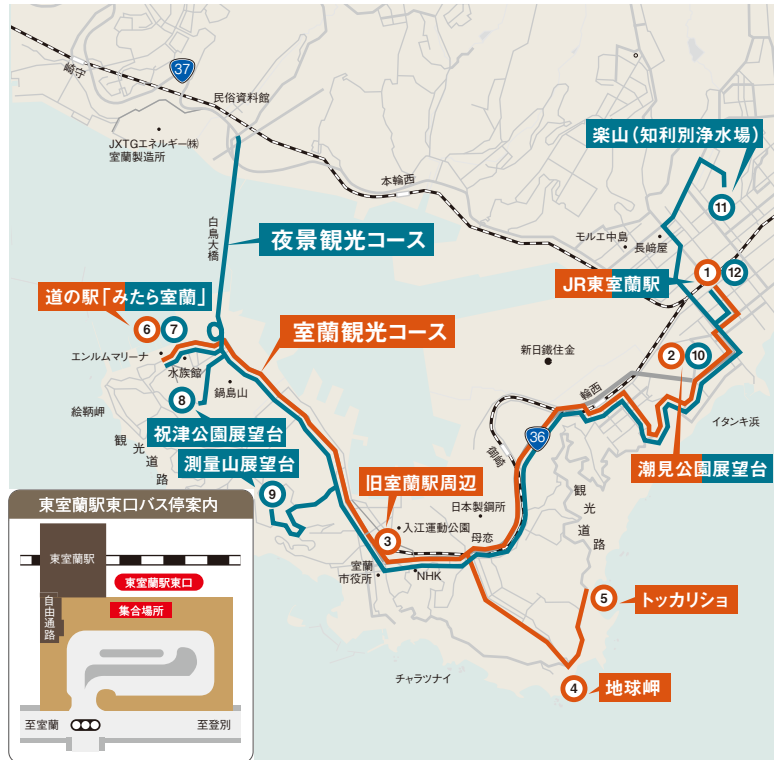 37
崎守
民俗資料館
JXTGエネルギー㈱
室蘭製造所
楽山（知利別浄水場）
本輪西
11
白鳥大橋
夜景観光コース
モルエ中島
長崎屋
1
12
JR東室蘭駅
道の駅「みたら室蘭」
6
7
室蘭観光コース
エンルムマリーナ
水族館
新日鐵住金
2
10
輪西
鍋島山
絵鞆岬
8
祝津公園展望台
イタンキ浜
36
御崎
潮見公園展望台
観光道路
測量山展望台
9
旧室蘭駅周辺
観光道路
日本製鋼所
入江運動公園
3
母恋
室蘭
市役所
NHK
5
トッカリショ
チャラツナイ
4
地球岬
東室蘭駅東口バス停案内
東室蘭駅
東室蘭駅東口
自由通路
集合場所
至室蘭
至登別